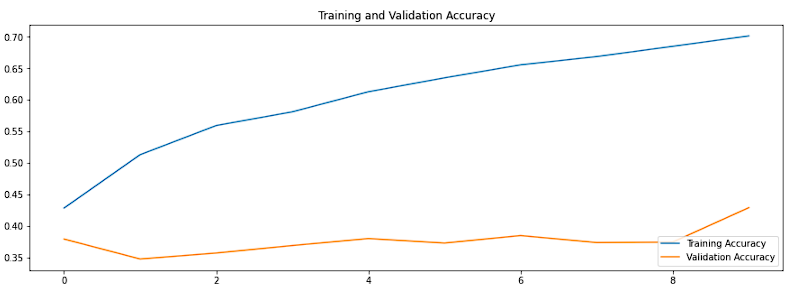 Training and Validation Accuracy
0.70
0.65
0.60
0.55
0.50
0.45
0.40
0.35
Training Accuracy
Validation Accuracy
0 2 4 6 8